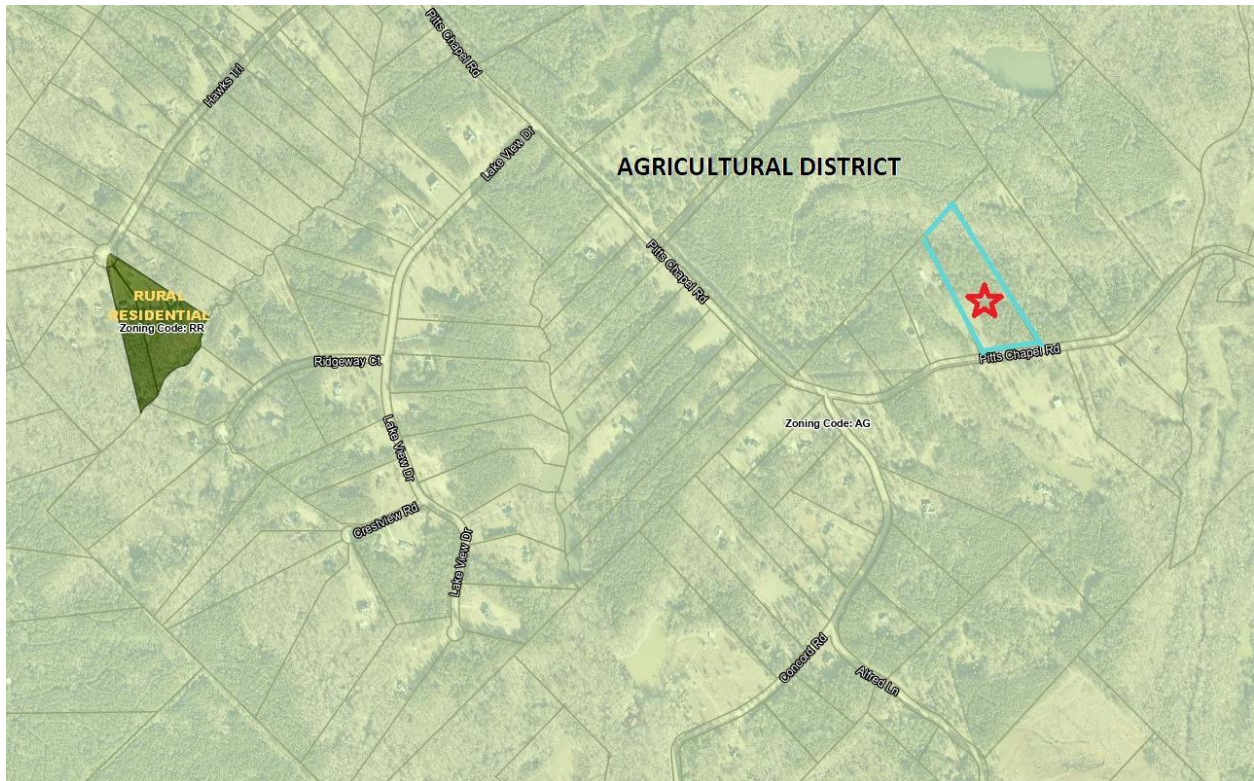 Pitts Chapel Rd
Hawks Trl
Lake View Dr
AGRICULTURAL DISTRICT
Pitts Chapel Rd
RURAL
RESIDENTIAL
Zoning Code: RR
Pitts Chapel Rd
Ridgeway Ct
Zoning Code: AG
Lake View Dr
Crestview Rd
Lake View Dr
Concord Rd
Alfred Ln